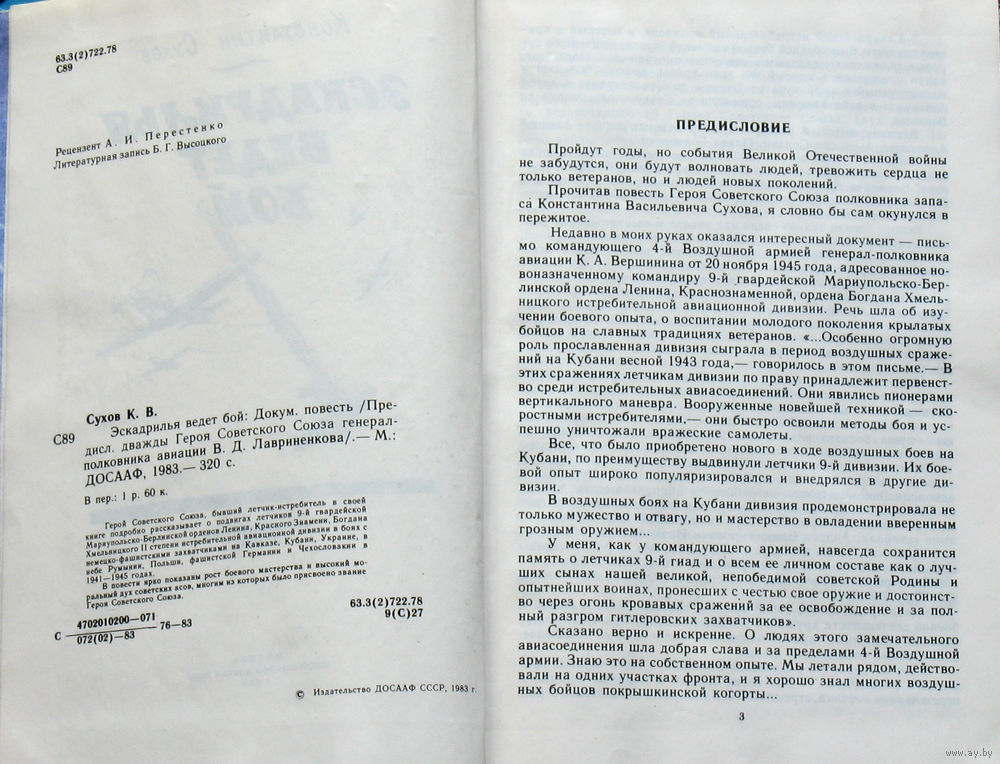 63.3(2)722.78
С89
Рецензент А. И. Перестенко
Литературная запись Б. Г. Высоцкого
Константин
Сухов
ЭСКАДРИЛЬЯ
ВЕДЕТ
БОЙ
Сухов К. В.
С89
Эскадрилья ведет бой: Докум. повесть /Пре-
дисл. дважды Героя Советского Союза генерал-
полковника авиации В. Д. Лавриненкова/.— М.:
ДОСААФ, 1983.— 320 с.
В пер.: 1 р. 60 к.
Герой Советского Союза, бывший летчик-истребитель в своей
книге подробно рассказывает о подвигах летчиков 9-й гвардейской
Мариупольско-Берлинской орденов Ленина, Красного Знамени, Богдана
Хмельницкого II степени истребительной авиационной дивизии в боях с
немецко-фашистскими захватчиками на Кавказе, Кубани, Украине, в
небе Румынии, Польши, фашистской Германии и Чехословакии в
1941—1945 годах.
В повести ярко показаны рост боевого мастерства и высокий мо-
ральный дух советских асов, многим из которых было присвоено звание
Героя Советского Союза.
С 4702010200—071
072(02)—83
76—83
63.3(2)722.78
9(С)27
© Издательство ДОСААФ СССР, 1983 г.
ПРЕДИСЛОВИЕ
Пройдут годы, но события Великой Отечественной войны
не забудутся, они будут волновать людей, тревожить сердца не
только ветеранов, но и людей новых поколений.
Прочитав повесть Героя Советского Союза полковника запа-
са Константина Васильевича Сухова, я словно бы сам окунулся в
пережитое.
Недавно в моих руках оказался интересный документ — пись-
мо командующего 4-й Воздушной армией генерал-полковника
авиации К. А. Вершинина от 20 ноября 1945 года, адресованное но-
воназначенному командиру 9-й гвардейской Мариупольско-Бер-
линской ордена Ленина, Краснознаменной, ордена Богдана Хмель-
ницкого истребительной авиационной дивизии. Речь шла об изу-
чении боевого опыта, о воспитании молодого поколения крылатых
бойцов на славных традициях ветеранов. «...Особенно огромную
роль прославленная дивизия сыграла в период воздушных сраже-
ний на Кубани весной 1943 года,— говорилось в этом письме.— В
этих сражениях летчикам дивизии по праву принадлежит первенст-
во среди истребительных авиасоединений. Они явились пионерами
вертикального маневра. Вооруженные новейшей техникой — ско-
ростными истребителями,— они быстро освоили методы боя и ус-
пешно уничтожали вражеские самолеты.
Все, что было приобретено нового в ходе воздушных боев на
Кубани, по преимуществу выдвинули летчики 9-й дивизии. Их бое-
вой опыт широко популяризировался и внедрялся в другие ди-
визии.
В воздушных боях на Кубани дивизия продемонстрировала не
только мужество и отвагу, но и мастерство в овладении вверенным
грозным оружием...
У меня, как у командующего армией, навсегда сохранится
память о летчиках 9-й гиад и о всем ее личном составе как о луч-
ших сынах нашей великой, непобедимой советской Родины и
опытнейших воинах, пронесших с честью свое оружие и достоинст-
во через огонь кровавых сражений за ее освобождение и за пол-
ный разгром гитлеровских захватчиков».
Сказано верно и искренне. О людях этого замечательного
авиасоединения шла добрая слава и за пределами 4-й Воздушной
армии. Знаю это на собственном опыте. Мы летали рядом, действо-
вали на одних участках фронта, и я хорошо знал многих воздуш-
ных бойцов покрышкинской когорты...
3
www.ay.by